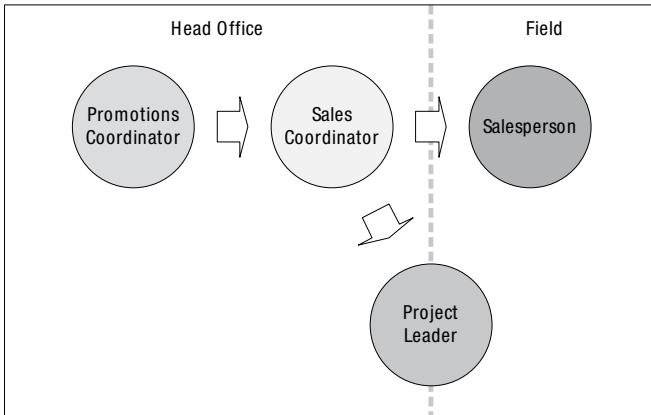 Head Office
Field
Promotions
Coordinator
Sales
Coordinator
Salesperson
Project
Leader